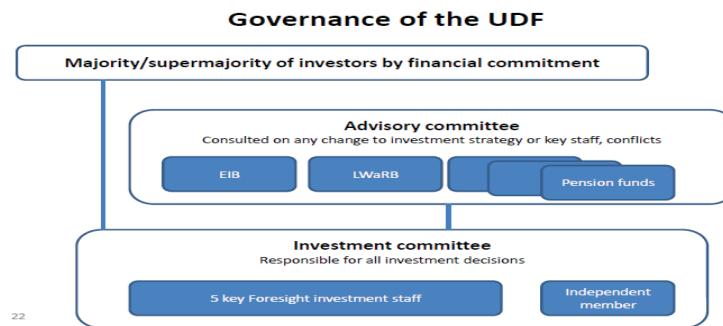 Governance of the UDF
Majority/supermajority of investors by financial commitment
Advisory committee
Consulted on any change to investment strategy or key staff, conflicts
EIB
LWaRB
Pension funds
Investment committee
Responsible for all investment decisions
5 key Foresight investment staff
Independent
member
22